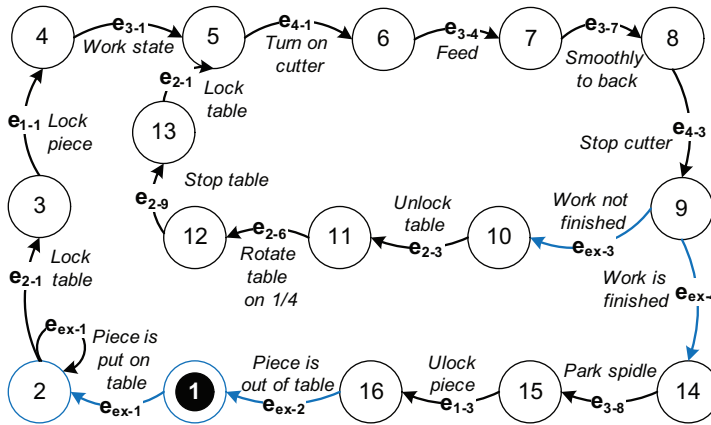 4
e3-1
Work state
5
e4-1
Turn on
cutter
6
e3-4
Feed
7
e3-7
Smoothly
to back
8
e1-1
Lock
piece
e2-1
Lock
table
13
e4-3
Stop cutter
3
e2-9
Stop table
12
e2-6
Rotate
table
on 1/4
11
Unlock
table
e2-3
10
Work not
finished
eex-3
9
e2-1
Lock
table
Work is
finished
eex-4
eex-1
Piece is
put on
table
2
eex-1
1
Piece is
out of table
eex-2
16
Ulock
piece
e1-3
15
Park spidle
e3-8
14